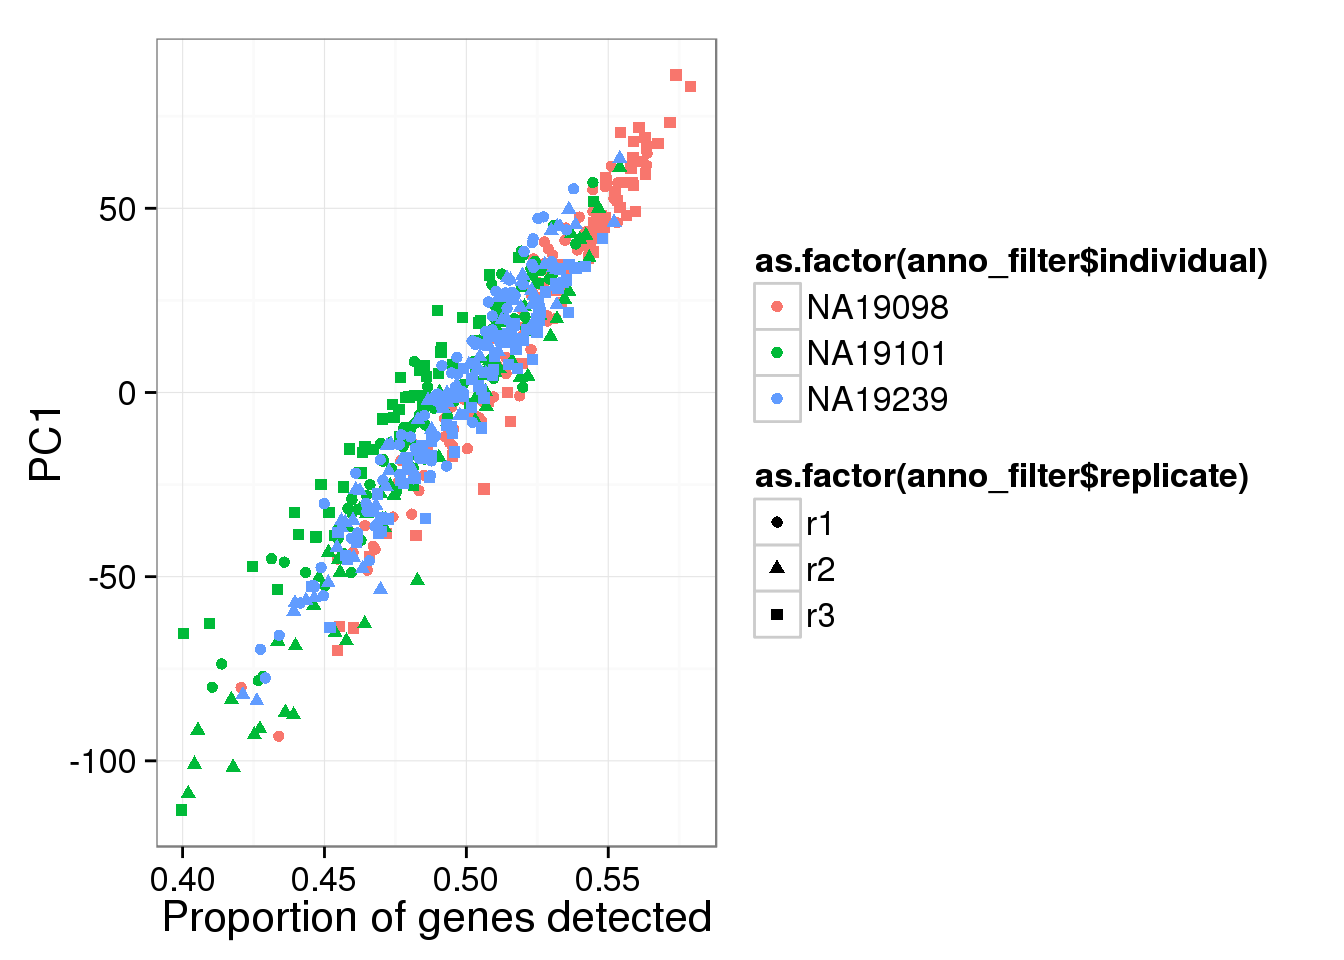 PC1
50
0
-50
-100
0.40 0.45 0.50 0.55
Proportion of genes detected
as.factor(anno_filter$individual)
NA19098
NA19101
NA19239
as.factor(anno_filter$replicate)
r1
r2
r3